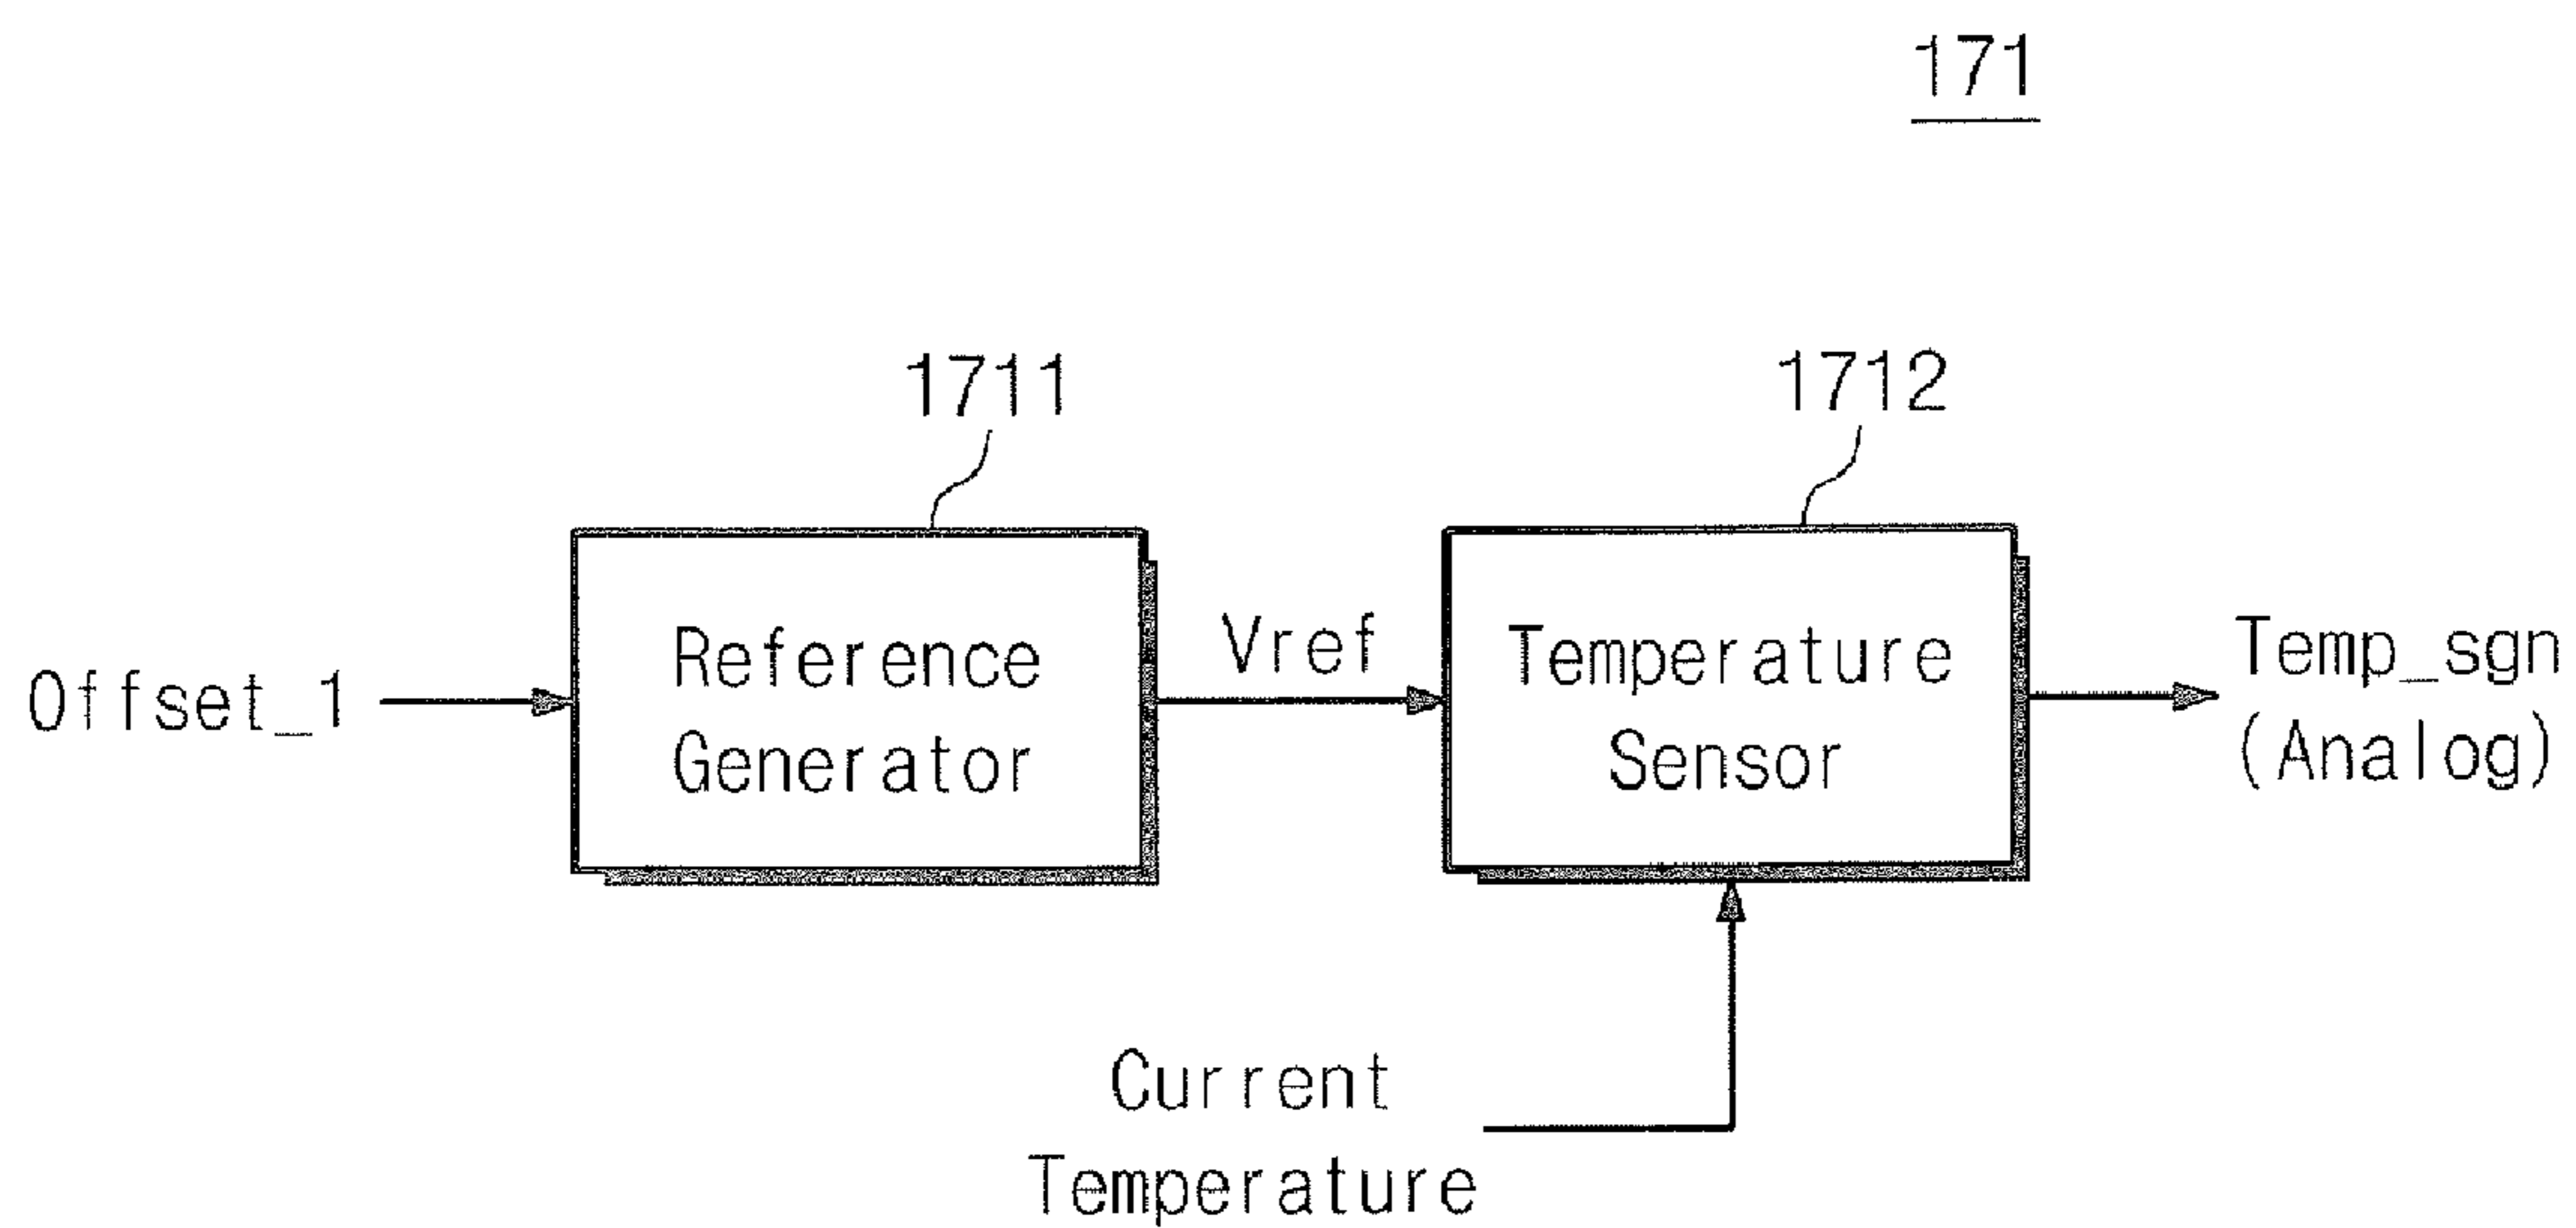 171
1711
1712
Offset_1
Reference
Generator
Vref
Temperature
Sensor
Temp_sgn
(Analog)
Current
Temperature